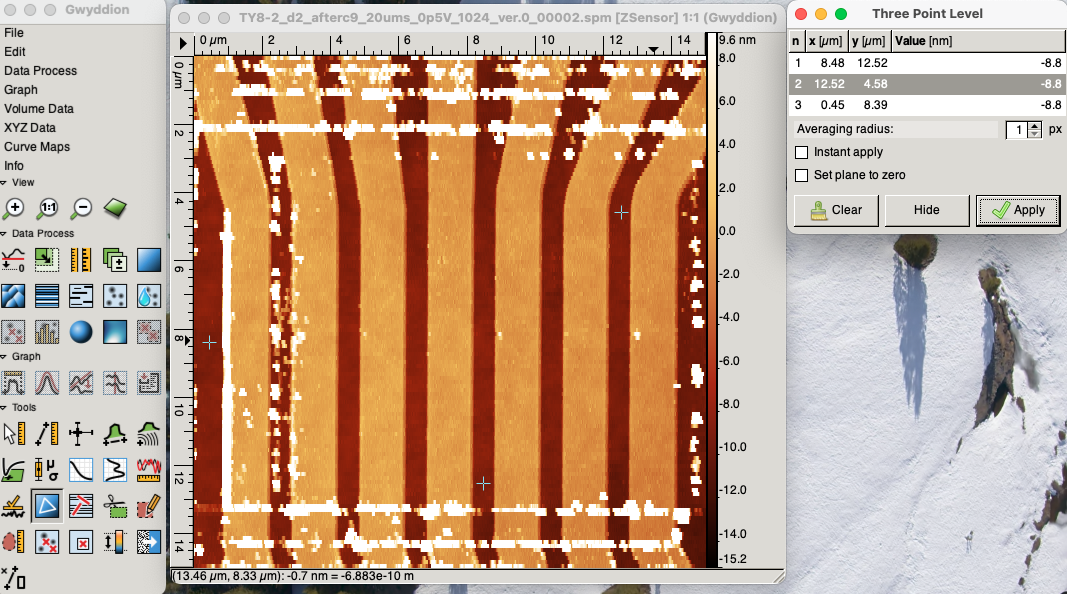 Gwyddion
File
Edit
Data Process
Graph
Volume Data
XYZ Data
Curve Maps
Info
View
1:1
Data Process
0
Graph
Tools
μ
σ
TY8-2_d2_afterc9_20ums_0p5V_1024_ver.0_00002.spm [ZSensor] 1:1 (Gwyddion)
0 μm 2 4 6 8 10 12 14
0 μm
2
4
6
8
10
12
14
9.6 nm
8.0
6.0
4.0
2.0
0.0
-2.0
-4.0
-6.0
-8.0
-10.0
-12.0
-14.0
-15.2
(13.46 μm, 8.33 μm): -0.7 nm = -6.883e-10 m
Three Point Level
n x [μm] y [μm] Value [nm]
1 8.48 12.52 -8.8
2 12.52 4.58 -8.8
3 0.45 8.39 -8.8
Averaging radius: 1 px
Instant apply
Set plane to zero
Clear Hide Apply